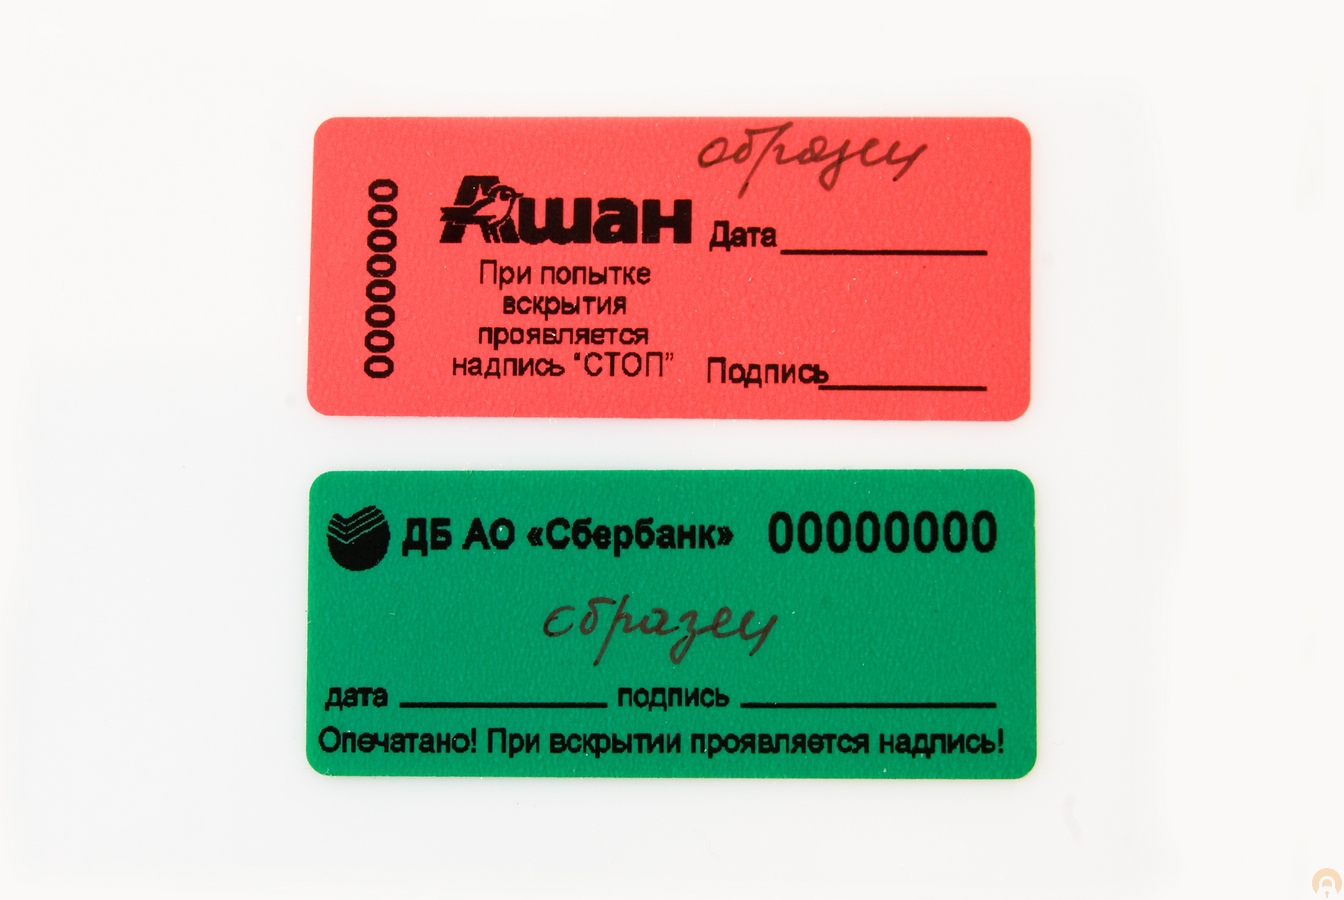 образец
00000000
Ашан
Дата
При попытке
вскрытия
проявляется
надпись “СТОП”
Подпись
ДБ АО «Сбербанк» 00000000
образец
дата подпись
Опечатано! При вскрытии проявляется надпись!